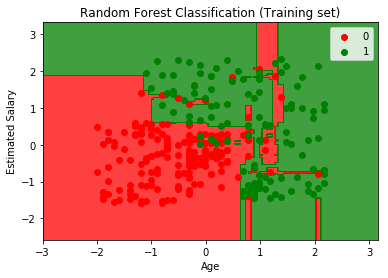 Random Forest Classification (Training set)
0
1
Estimated Salary
3
2
1
0
−1
−2
−3 −2 −1 0 1 2 3
Age